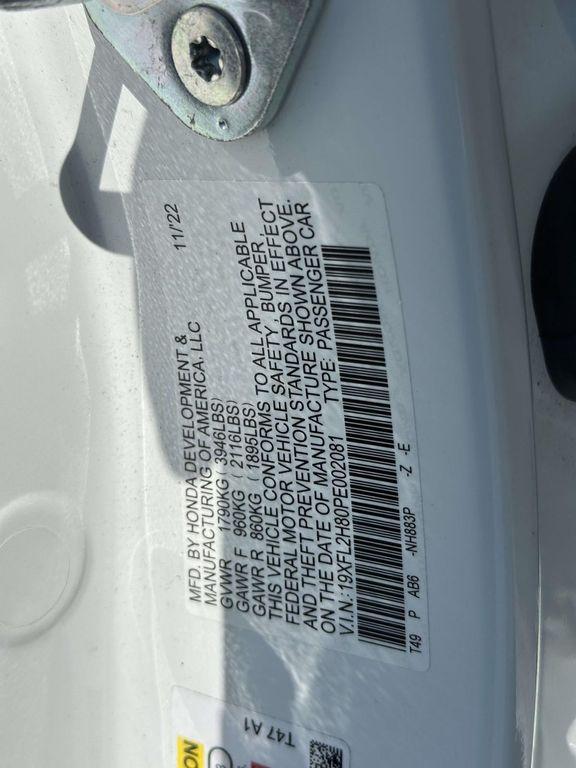 MFD. BY HONDA DEVELOPMENT & 11/22
MANUFACTURING OF AMERICA, LLC
GVWR 1790KG (3946LBS)
GAWR F 960KG (2116LBS)
GAWR R 860KG (1895LBS)
THIS VEHICLE CONFORMS TO ALL APPLICABLE
FEDERAL MOTOR VEHICLE SAFETY, BUMPER,
AND THEFT PREVENTION STANDARDS IN EFFECT
ON THE DATE OF MANUFACTURE SHOWN ABOVE.
V.I.N.: 19XFL2H80PE002081 TYPE: PASSENGER CAR
T49 P AB6 -NH883P -Z -E
T47 A1